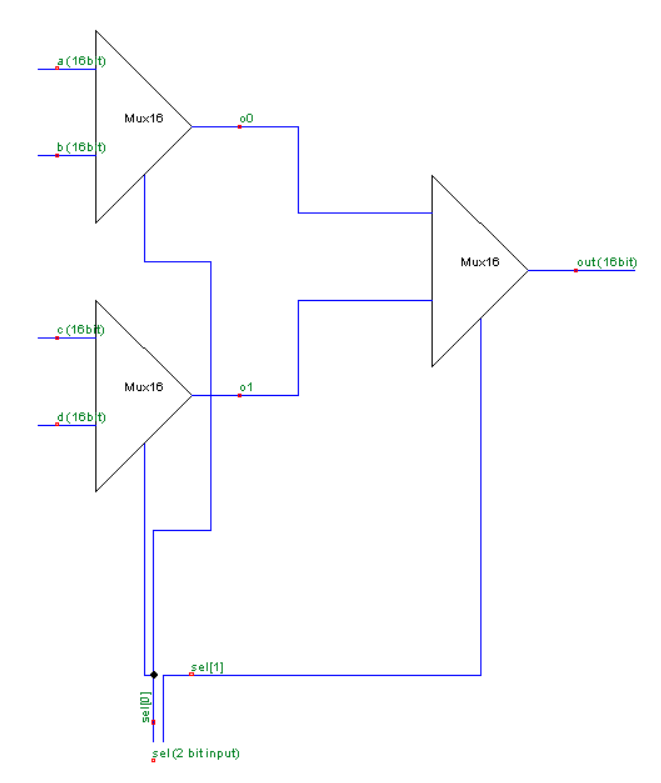 a(16bit)
Mux16
o0
b(16bit)
Mux16
out(16bit)
c(16bit)
Mux16
o1
d(16bit)
sel[1]
sel[0]
sel(2 bit input)